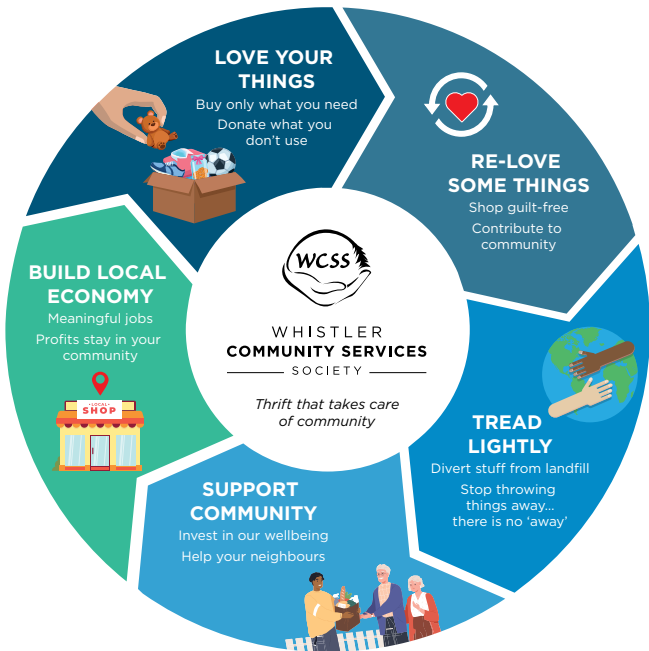 LOVE YOUR
THINGS
Buy only what you need
Donate what you
don't use
RE-LOVE
SOME THINGS
Shop guilt-free
Contribute to
community
TREAD
LIGHTLY
Divert stuff from landfill
Stop throwing
things away...
there is no 'away'
SUPPORT
COMMUNITY
Invest in our wellbeing
Help your neighbours
BUILD LOCAL
ECONOMY
Meaningful jobs
Profits stay in your
community
•LOCAL•
SHOP
WCSS
WHISTLER
COMMUNITY SERVICES
SOCIETY
Thrift that takes care
of community